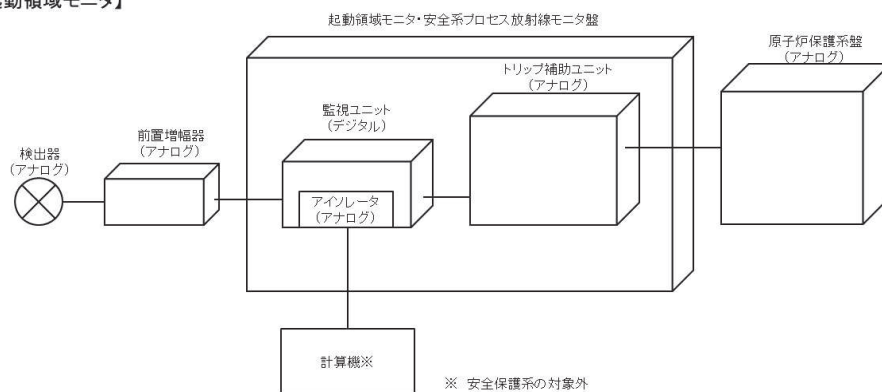 動領域モニタ】
起動領域モニタ・安全系プロセス放射線モニタ盤
原子炉保護系盤
(アナログ)
トリップ補助ユニット
(アナログ)
監視ユニット
(デジタル)
前置増幅器
(アナログ)
検出器
(アナログ)
アイソレータ
(アナログ)
計算機※
※ 安全保護系の対象外